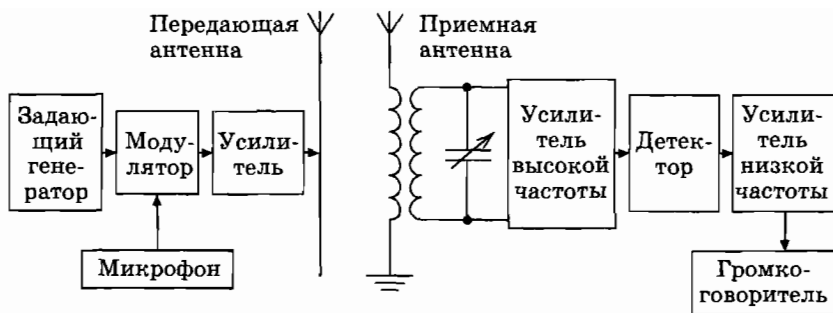 Передающая
антенна
Приемная
антенна
Задаю-
щий
гене-
ратор
Моду-
лятор
Усили-
тель
Микрофон
Усили-
тель
высокой
частоты
Детек-
тор
Усили-
тель
низкой
частоты
Громко-
говоритель